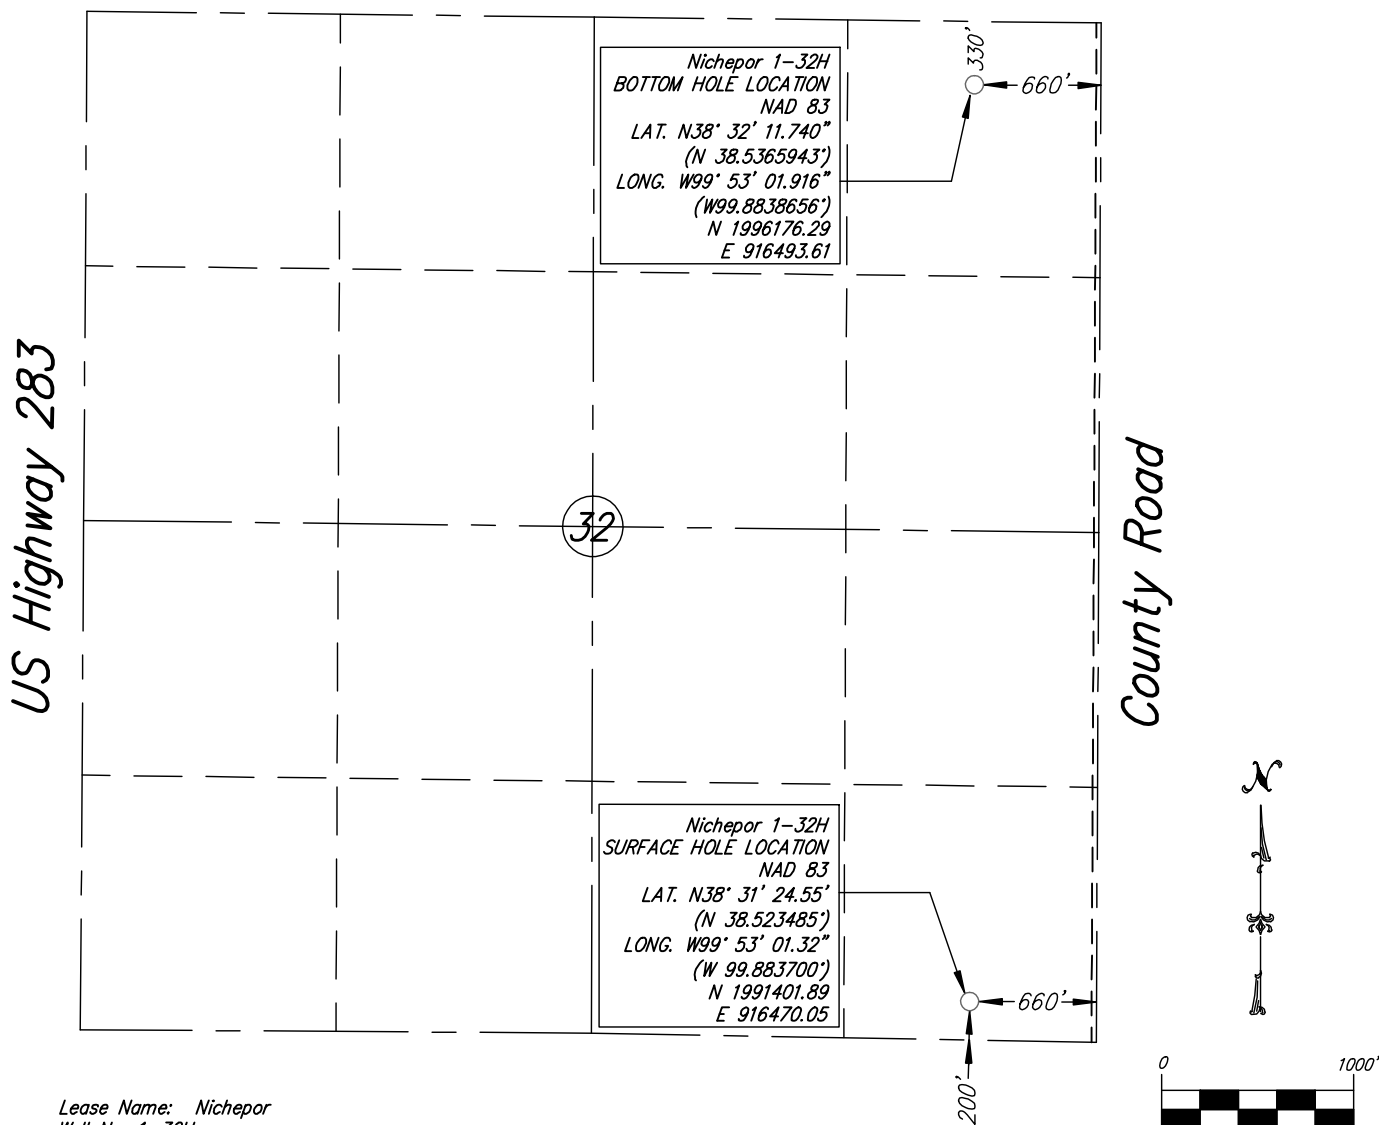 330'
Nichepor 1-32H
BOTTOM HOLE LOCATION
NAD 83
LAT. N38° 32' 11.740"
(N 38.5365943°)
LONG. W99° 53' 01.916"
(W99.8838656°)
N 1996176.29
E 916493.61
660'
US Highway 283
32
County Road
N
Nichepor 1-32H
SURFACE HOLE LOCATION
NAD 83
LAT. N38° 31' 24.55'
(N 38.523485°)
LONG. W99° 53' 01.32"
(W 99.883700°)
N 1991401.89
E 916470.05
660'
200'
0 1000'
Lease Name: Nichepor